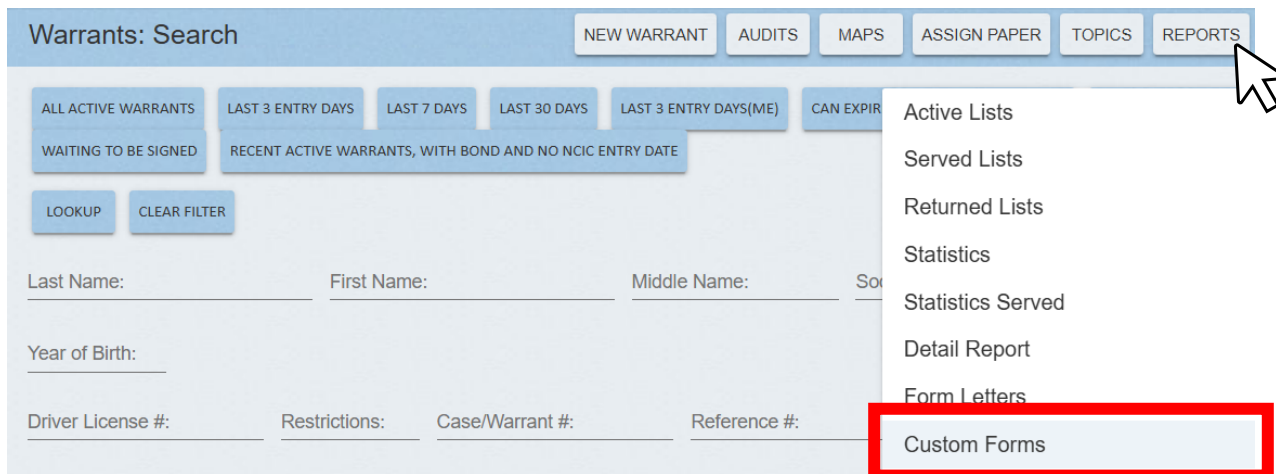 Warrants: Search
NEW WARRANT AUDITS MAPS ASSIGN PAPER TOPICS REPORTS
ALL ACTIVE WARRANTS LAST 3 ENTRY DAYS LAST 7 DAYS LAST 30 DAYS LAST 3 ENTRY DAYS(ME) CAN EXPIR
WAITING TO BE SIGNED RECENT ACTIVE WARRANTS, WITH BOND AND NO NCIC ENTRY DATE
LOOKUP CLEAR FILTER
Last Name: First Name: Middle Name: Soc
Year of Birth:
Driver License #: Restrictions: Case/Warrant #: Reference #:
Active Lists
Served Lists
Returned Lists
Statistics
Statistics Served
Detail Report
Form Letters
Custom Forms